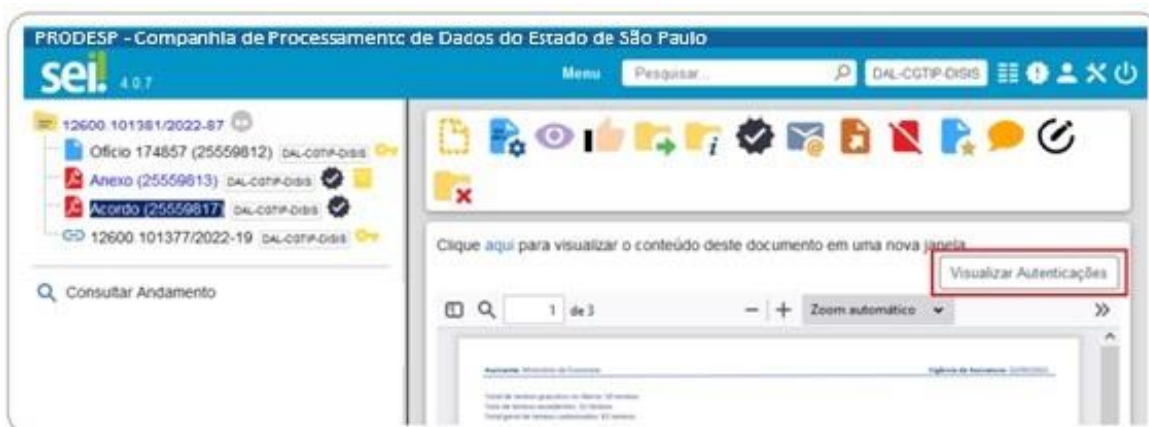 PRODESP - Companhia de Processamento de Dados do Estado de São Paulo
sei! 4.0.7
Menu
Pesquisar...
DAL-CGTIP-DISIS
12600.101381/2022-87
Ofício 174857 (25559812) DAL-CGTIP-DISIS
Anexo (25559813) DAL-CGTIP-DISIS
Acordo (25559817) DAL-CGTIP-DISIS
12600.101377/2022-19 DAL-CGTIP-DISIS
Consultar Andamento
Clique aqui para visualizar o conteúdo deste documento em uma nova janela.
Visualizar Autenticações
1 de 3
Zoom automático